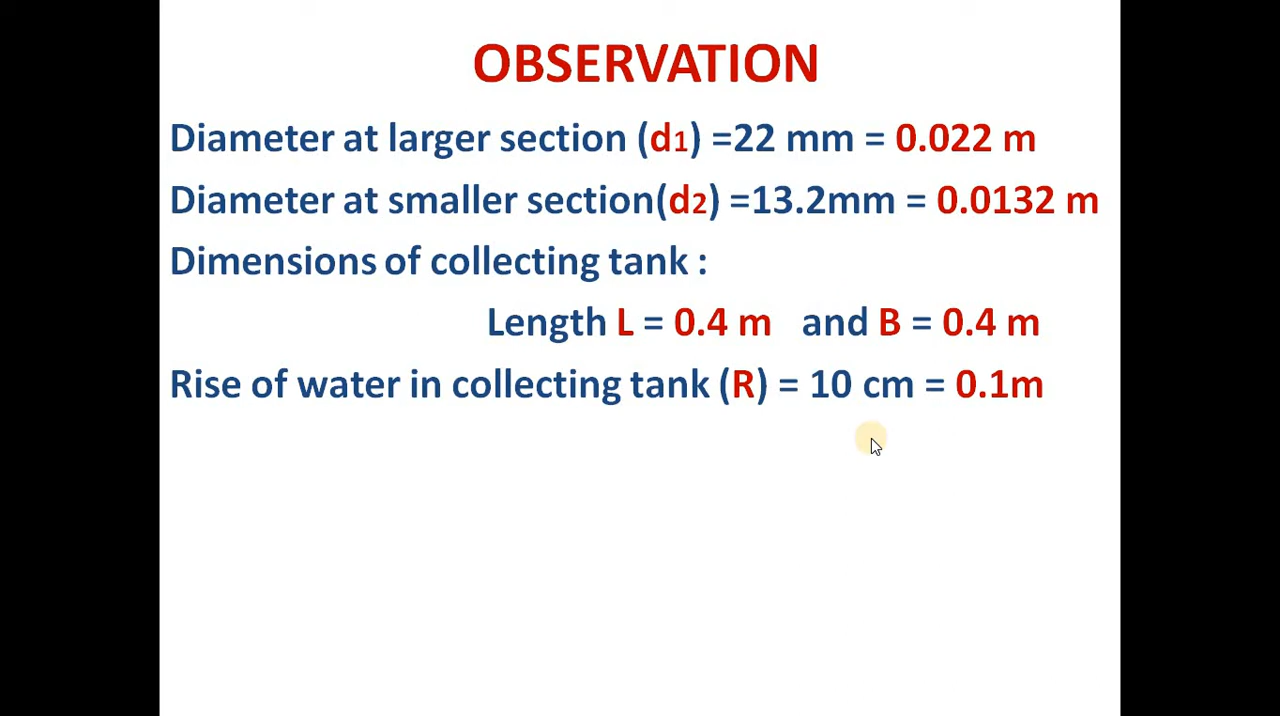 OBSERVATION
Diameter at larger section (d1) =22 mm = 0.022 m
Diameter at smaller section(d2) =13.2mm = 0.0132 m
Dimensions of collecting tank :
Length L = 0.4 m and B = 0.4 m
Rise of water in collecting tank (R) = 10 cm = 0.1m